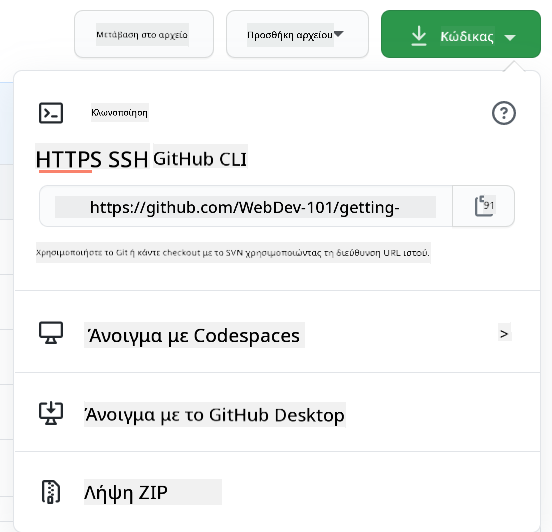 Μετάβαση στο αρχείο
Προσθήκη αρχείου
Κώδικας
Κλωνοποίηση
HTTPS SSH GitHub CLI
https://github.com/WebDev-101/getting-
91
Χρησιμοποιήστε το Git ή κάντε checkout με το SVN χρησιμοποιώντας τη διεύθυνση URL ιστού.
Άνοιγμα με Codespaces >
Άνοιγμα με το GitHub Desktop
Λήψη ZIP